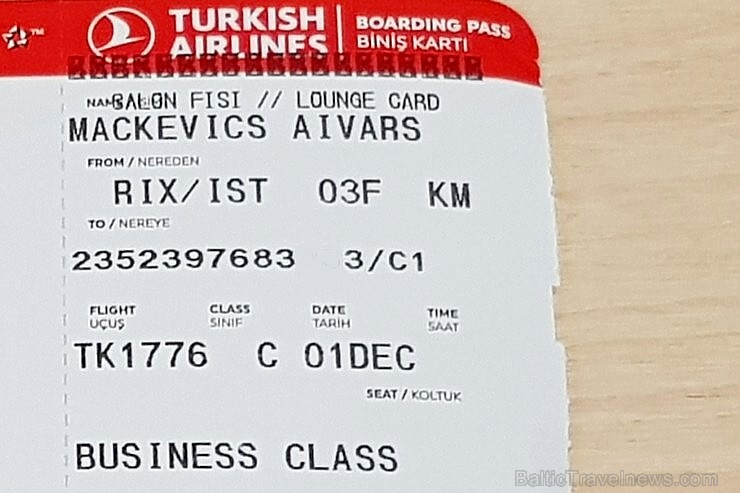 TURKISH AIRLINES
BOARDING PASS
BİNİŞ KARTI
SALON FISI // LOUNGE CARD
MACKEVICS AIVARS
FROM / NEREDEN
RIX/IST 03F KM
TO / NEREYE
2352397683 3/C1
FLIGHT CLASS DATE TIME
UÇUŞ SINIF TARİH SAAT
TK1776 C 01DEC
SEAT / KOLTUK
BUSINESS CLASS
BalticTravelnews.com